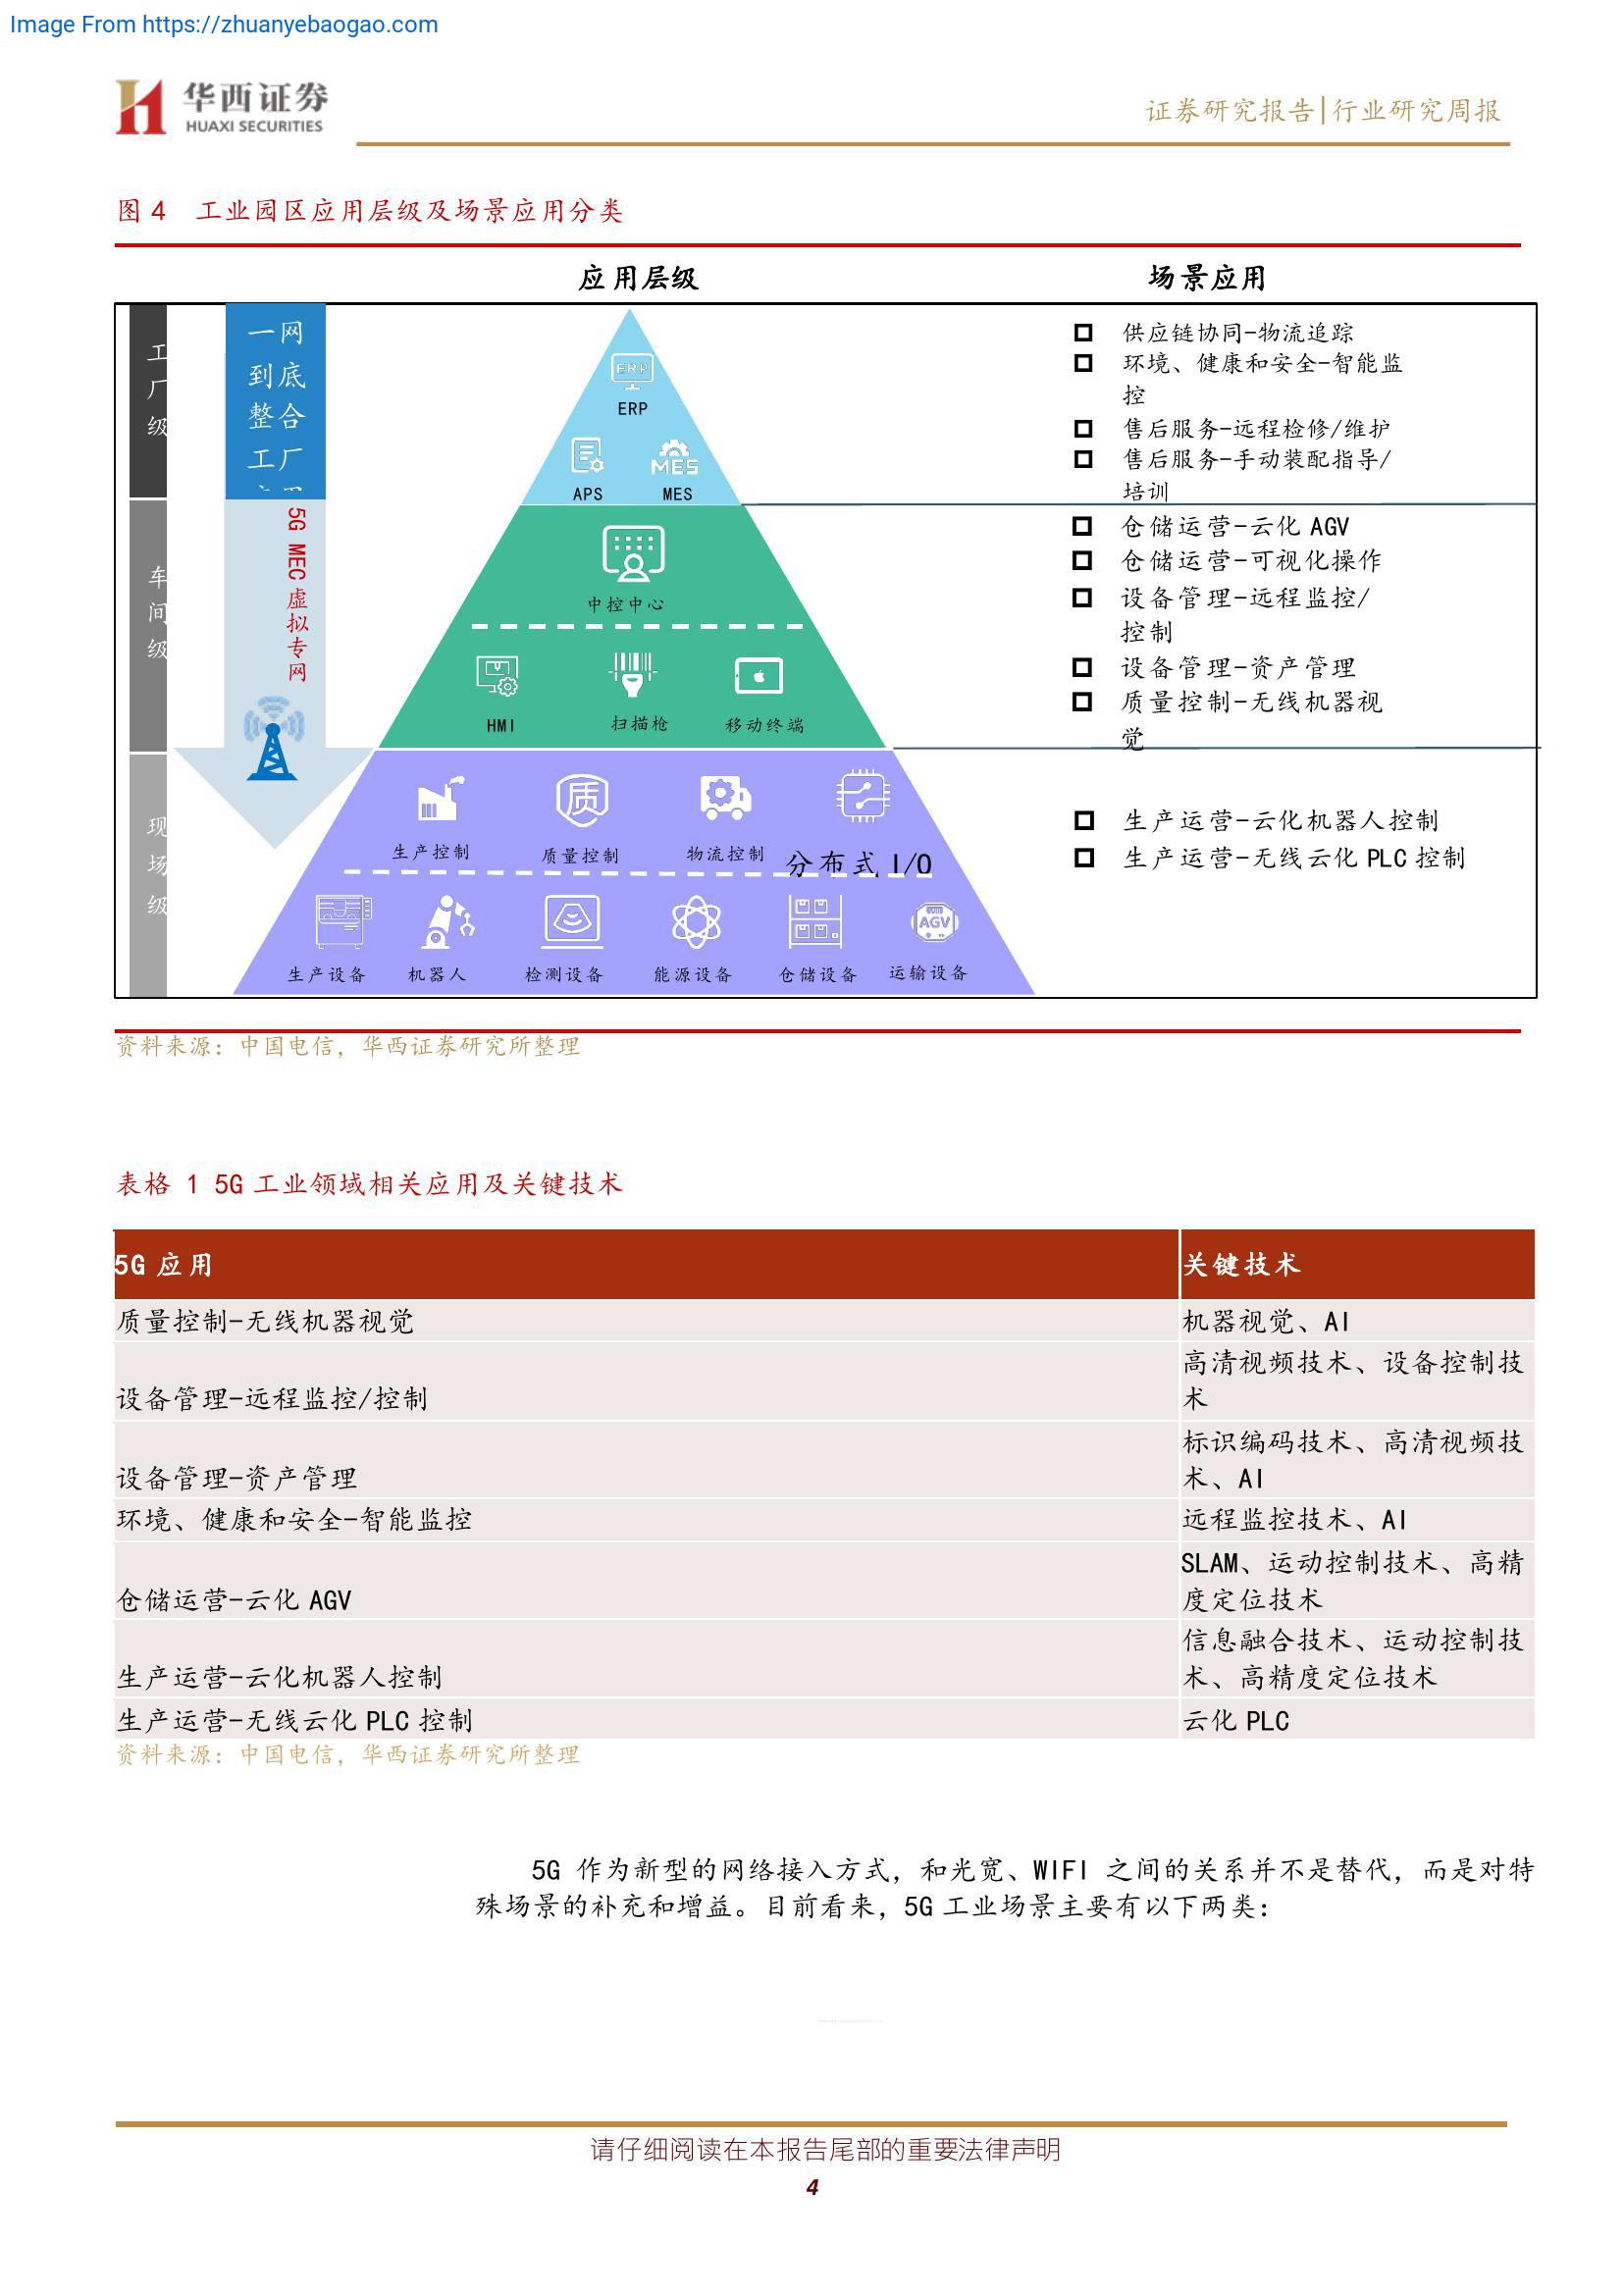 Image From https://zhuanyebaogao.com
华西证券
HUAXI SECURITIES
证券研究报告|行业研究周报
图 4 工业园区应用层级及场景应用分类
应用层级
场景应用
工厂级
一网
到底
整合
工厂
ERP
ERP
APS
MES
MES
供应链协同-物流追踪
环境、健康和安全-智能监
控
售后服务-远程检修/维护
售后服务-手动装配指导/
培训
车间级
5G MEC 虚拟专网
中控中心
HMI
扫描枪
移动终端
仓储运营-云化 AGV
仓储运营-可视化操作
设备管理-远程监控/
控制
设备管理-资产管理
质量控制-无线机器视
觉
现场级
质
生产控制
质量控制
物流控制
分布式 I/O
AGV
生产设备
机器人
检测设备
能源设备
仓储设备
运输设备
生产运营-云化机器人控制
生产运营-无线云化 PLC 控制
资料来源：中国电信，华西证券研究所整理
表格 1 5G 工业领域相关应用及关键技术
5G 应用
关键技术
质量控制-无线机器视觉
机器视觉、AI
设备管理-远程监控/控制
高清视频技术、设备控制技
术
设备管理-资产管理
标识编码技术、高清视频技
术、AI
环境、健康和安全-智能监控
远程监控技术、AI
仓储运营-云化 AGV
SLAM、运动控制技术、高精
度定位技术
生产运营-云化机器人控制
信息融合技术、运动控制技
术、高精度定位技术
生产运营-无线云化 PLC 控制
云化 PLC
资料来源：中国电信，华西证券研究所整理
5G 作为新型的网络接入方式，和光宽、WIFI 之间的关系并不是替代，而是对特
殊场景的补充和增益。目前看来，5G 工业场景主要有以下两类：
请仔细阅读在本报告尾部的重要法律声明
4